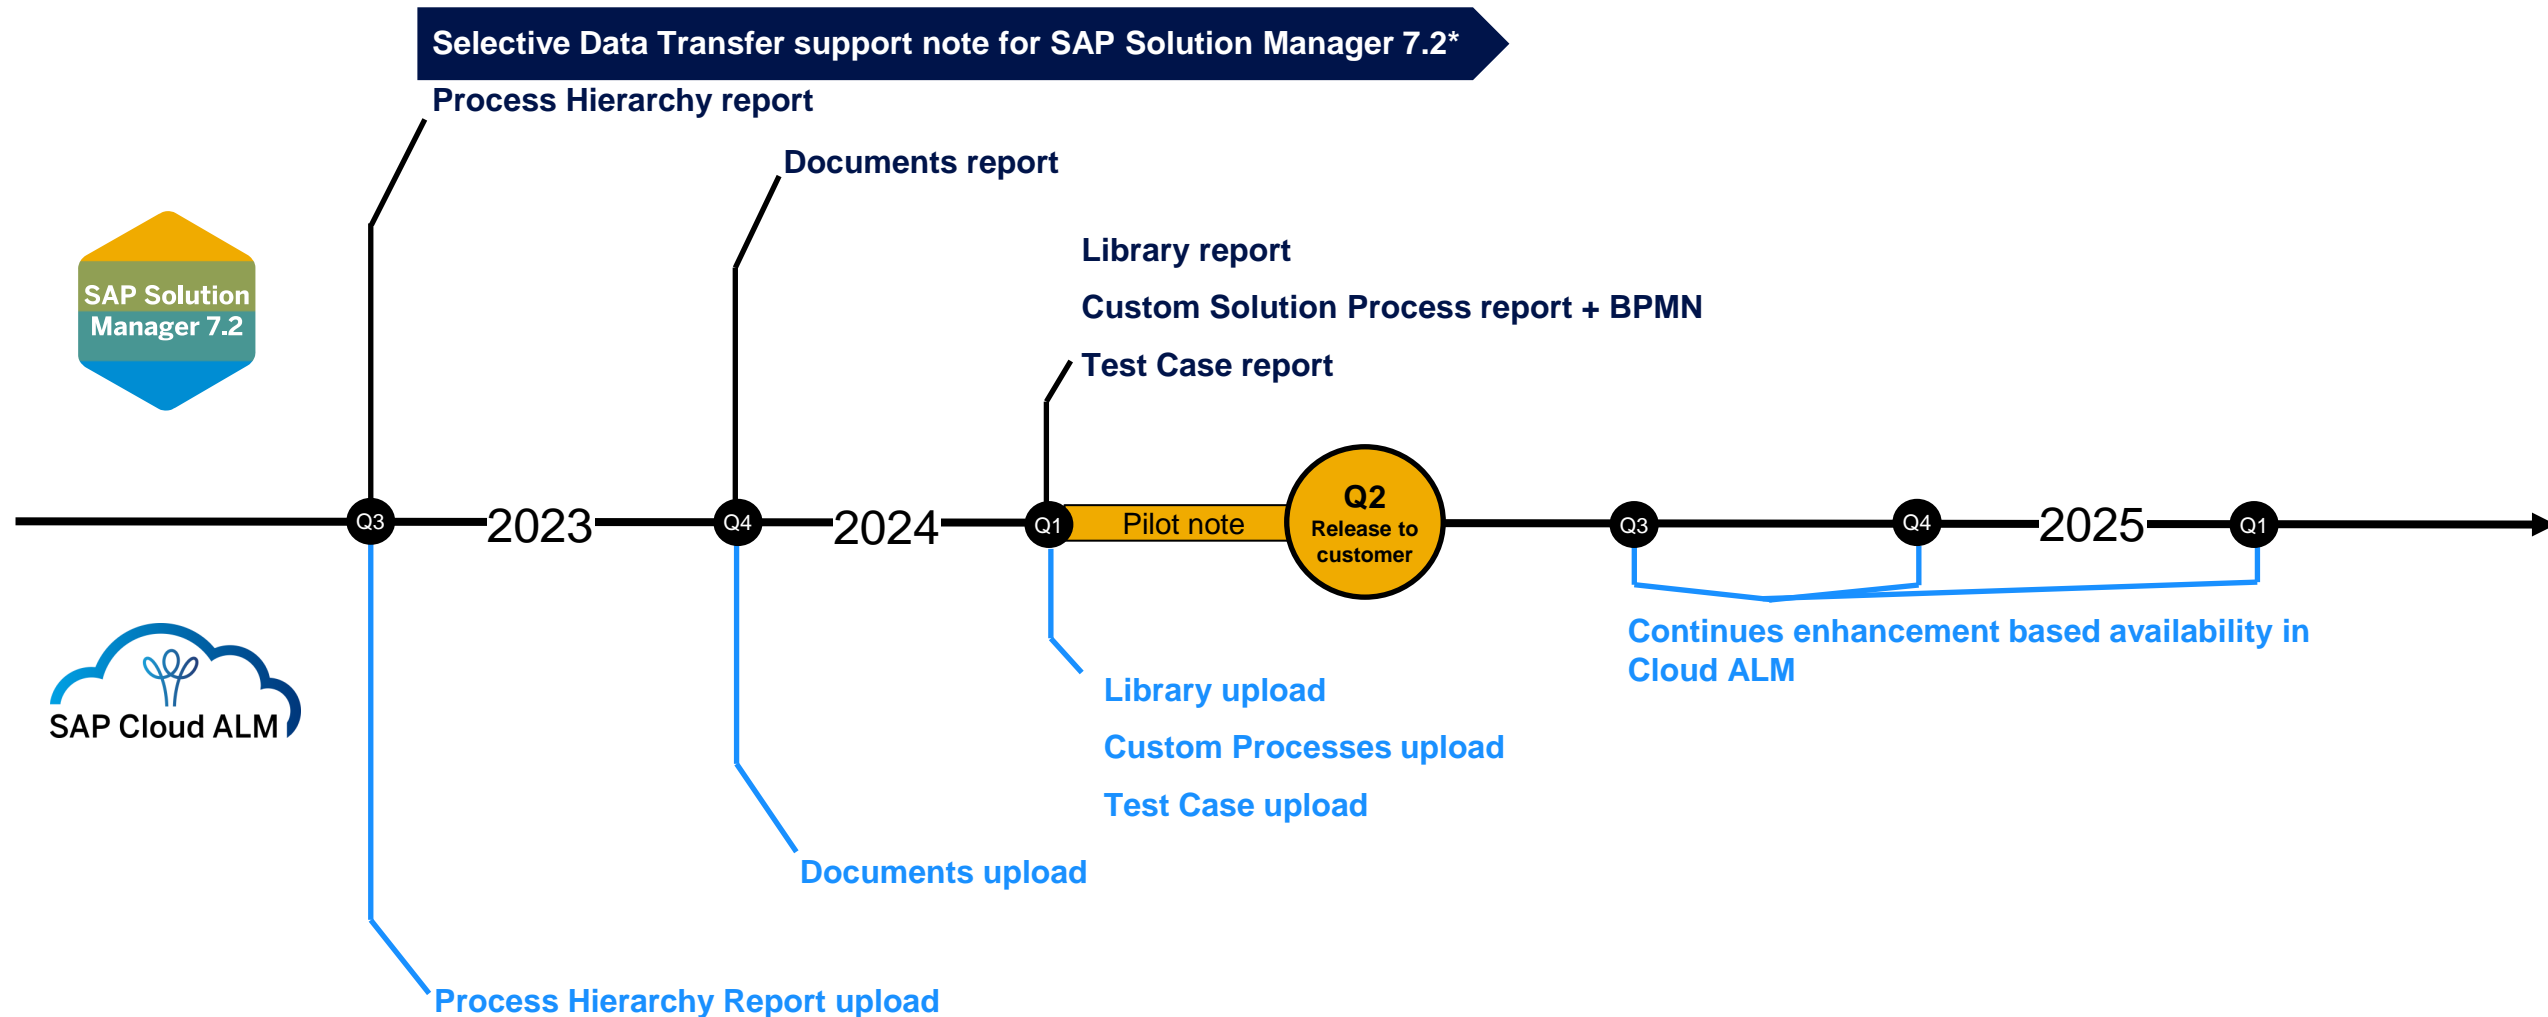 Selective Data Transfer support note for SAP Solution Manager 7.2*
Process Hierarchy report
Documents report
Library report
Custom Solution Process report + BPMN
Test Case report
SAP Solution
Manager 7.2
Q3
2023
Q4
2024
Q1
Pilot note
Q2
Release to
customer
Q3
Q4
2025
Q1
Continues enhancement based availability in
Cloud ALM
SAP Cloud ALM
Library upload
Custom Processes upload
Test Case upload
Documents upload
Process Hierarchy Report upload